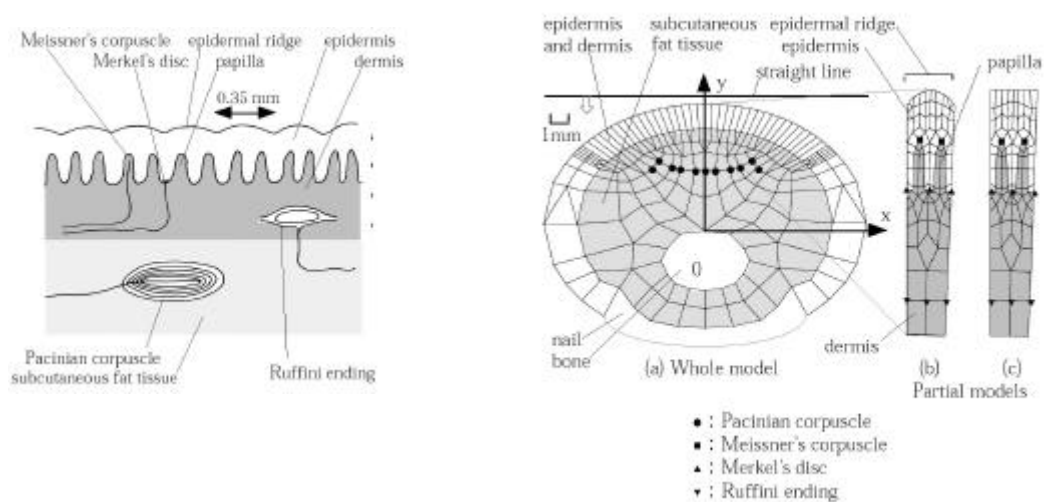 Meissner's corpuscle
Merkel's disc
epidermal ridge
papilla
epidermis
dermis
0.35 mm
Pacinian corpuscle
subcutaneous fat tissue
Ruffini ending
epidermis
and dermis
subcutaneous
fat tissue
epidermal ridge
epidermis
papilla
straight line
y
1mm
x
0
nail
bone
dermis
(a) Whole model
(b)
(c)
Partial models
● : Pacinian corpuscle
■ : Meissner's corpuscle
▲ : Merkel's disc
▼ : Ruffini ending